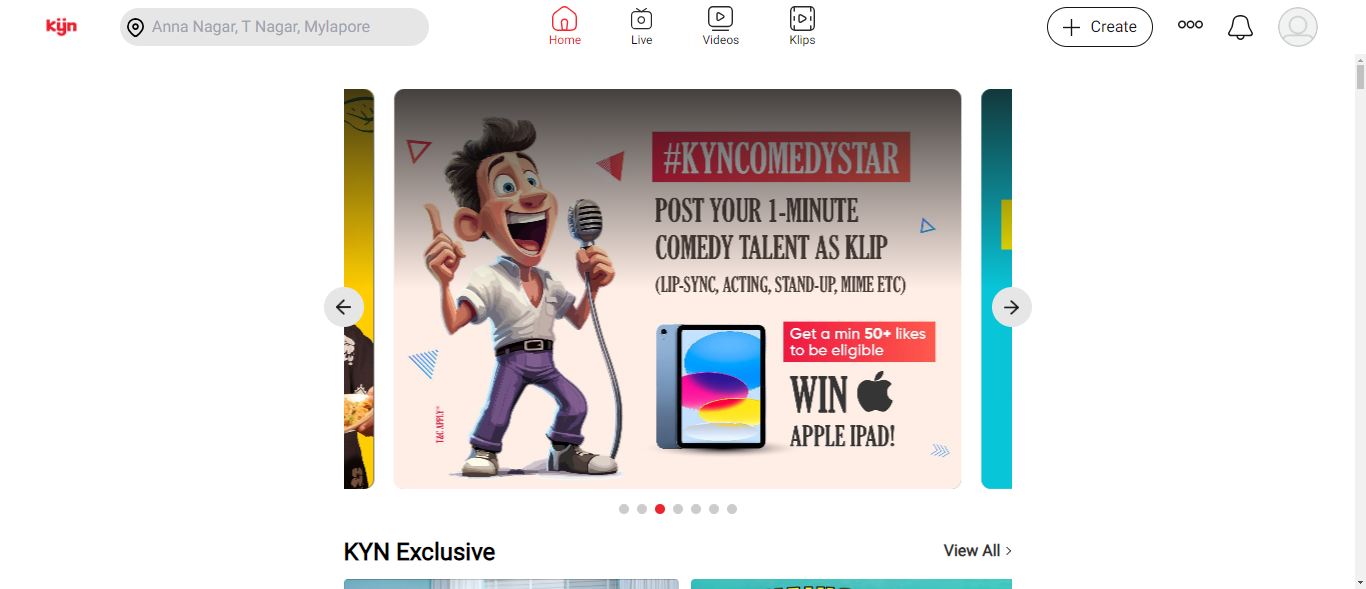 kyn
Anna Nagar, T Nagar, Mylapore
Home
Live
Videos
Klips
Create
#KYNCOMEDYSTAR
POST YOUR 1-MINUTE
COMEDY TALENT AS KLIP
(LIP-SYNC, ACTING, STAND-UP, MIME ETC)
Get a min 50+ likes
to be eligible
WIN
APPLE IPAD!
T&C APPLY*
KYN Exclusive
View All